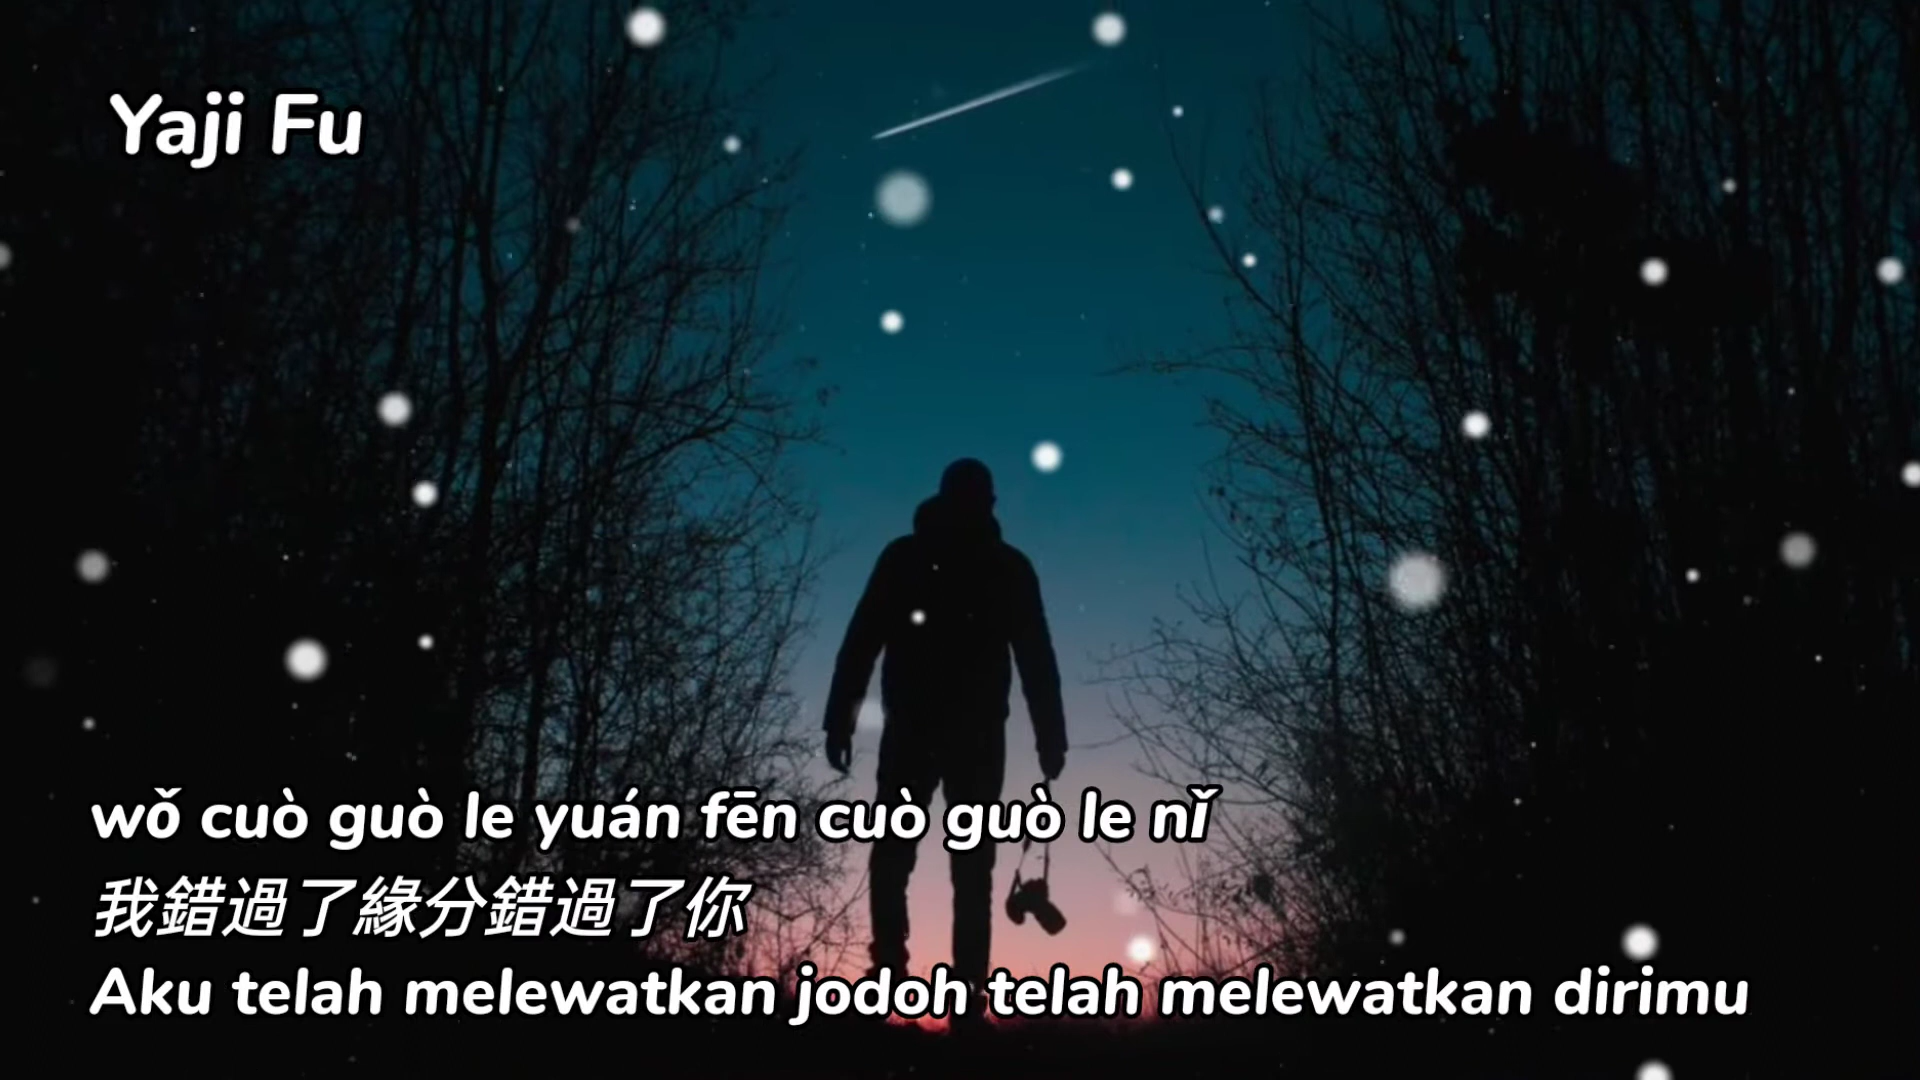 Yaji Fu
wǒ cuò guò le yuán fēn cuò guò le nǐ
我錯過了緣分錯過了你
Aku telah melewatkan jodoh telah melewatkan dirimu